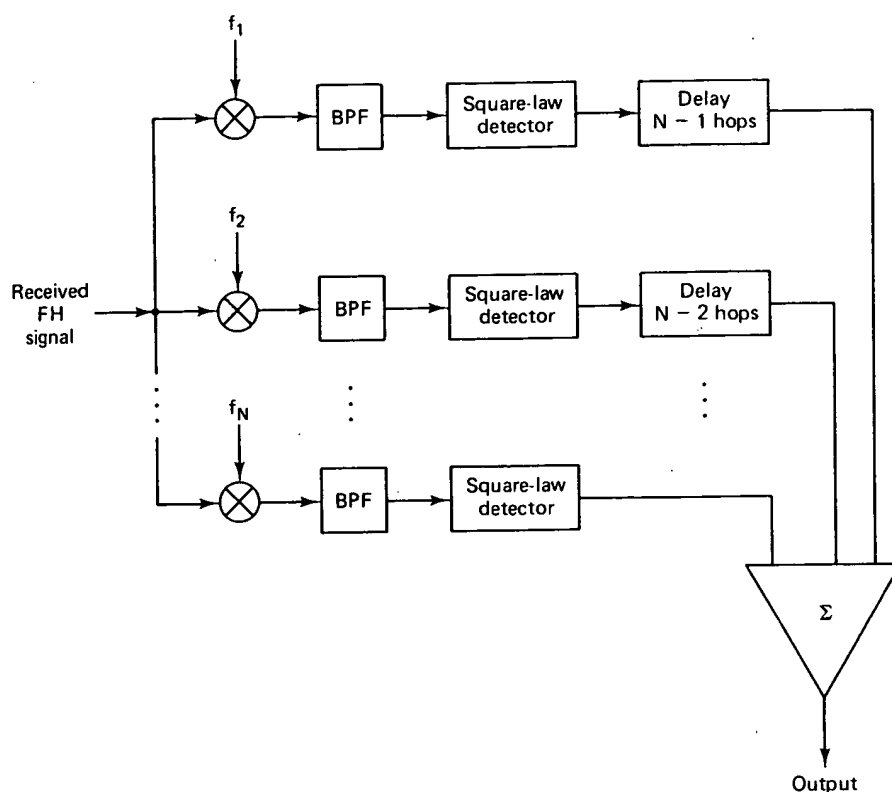 f1
BPF
Square-law
detector
Delay
N – 1 hops
f2
Received
FH
signal
BPF
Square-law
detector
Delay
N – 2 hops
fN
BPF
Square-law
detector
Σ
Output